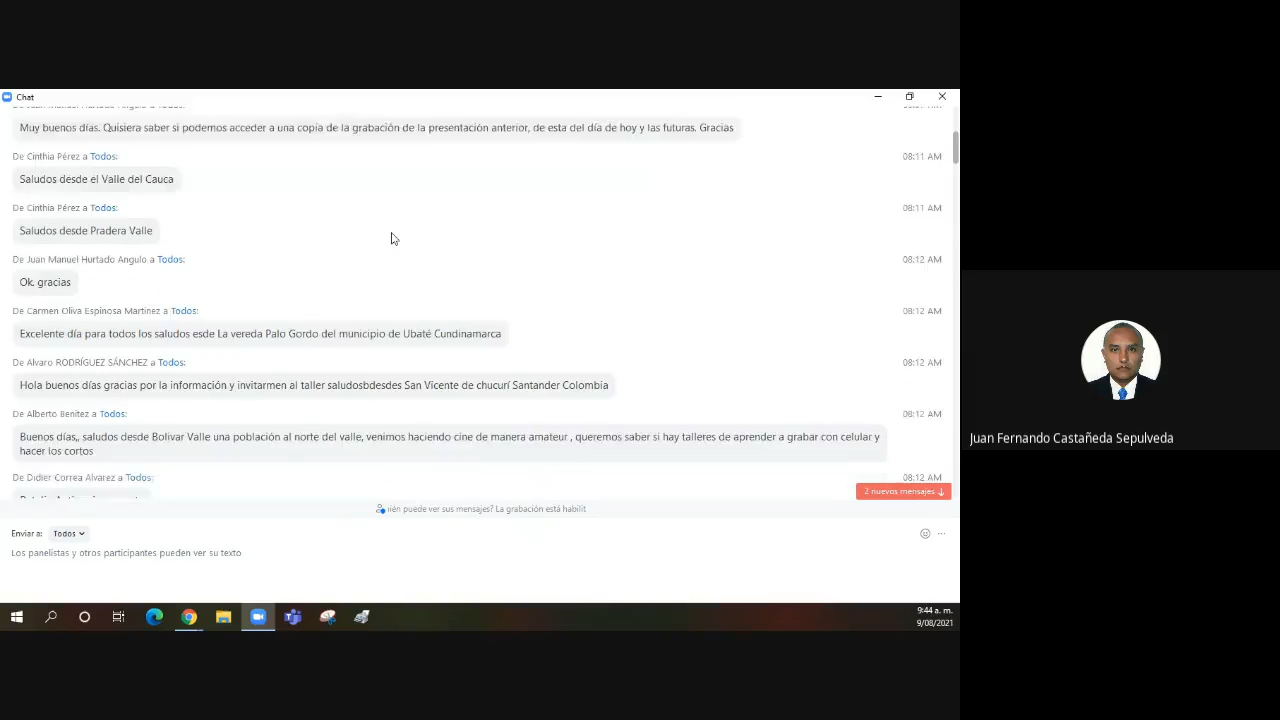 Chat
Muy buenos días. Quisiera saber si podemos acceder a una copia de la grabación de la presentación anterior, de esta del día de hoy y las futuras. Gracias
De Cinthia Pérez a Todos: 08:11 AM
Saludos desde el Valle del Cauca
De Cinthia Pérez a Todos: 08:11 AM
Saludos desde Pradera Valle
De Juan Manuel Hurtado Angulo a Todos: 08:12 AM
Ok. gracias
De Carmen Oliva Espinosa Martinez a Todos: 08:12 AM
Excelente día para todos los saludos esde La vereda Palo Gordo del municipio de Ubaté Cundinamarca
De Alvaro RODRÍGUEZ SÁNCHEZ a Todos: 08:12 AM
Hola buenos días gracias por la información y invitarmen al taller saludosbdesdes San Vicente de chucurí Santander Colombia
De Alberto Benitez a Todos: 08:12 AM
Buenos días,, saludos desde Bolivar Valle una población al norte del valle, venimos haciendo cine de manera amateur , queremos saber si hay talleres de aprender a grabar con celular y
hacer los cortos
De Didier Correa Alvarez a Todos: 08:12 AM
2 nuevos mensajes
ién puede ver sus mensajes? La grabación está habilit
Enviar a: Todos
Los panelistas y otros participantes pueden ver su texto
9:44 a. m.
9/08/2021
Juan Fernando Castañeda Sepulveda